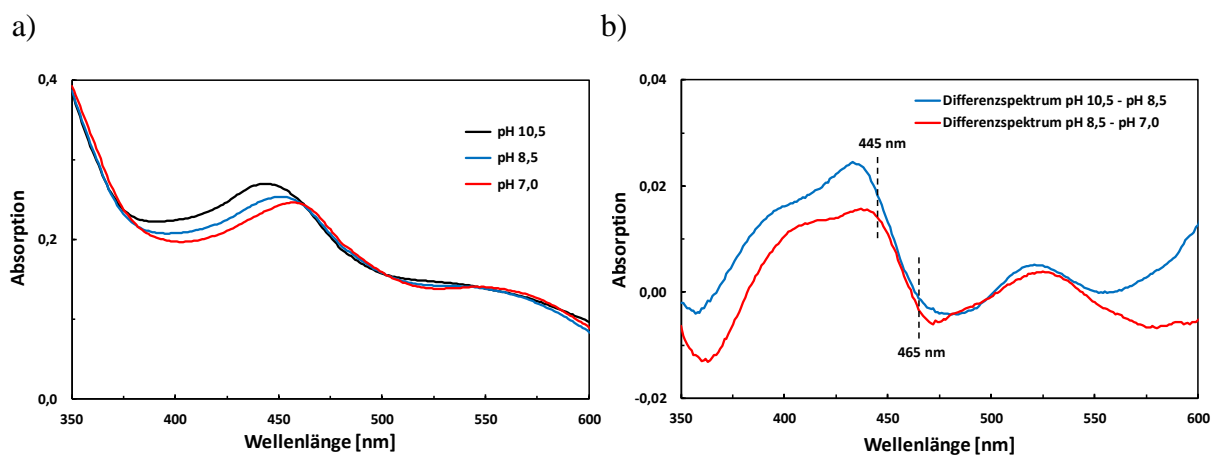 a)
0,4
0,2
0,0
Absorption
350
400
450
500
550
600
Wellenlänge [nm]
pH 10,5
pH 8,5
pH 7,0
b)
0,04
0,02
0,00
-0,02
Absorption
350
400
450
500
550
600
Wellenlänge [nm]
Differenzspektrum pH 10,5 - pH 8,5
Differenzspektrum pH 8,5 - pH 7,0
445 nm
465 nm